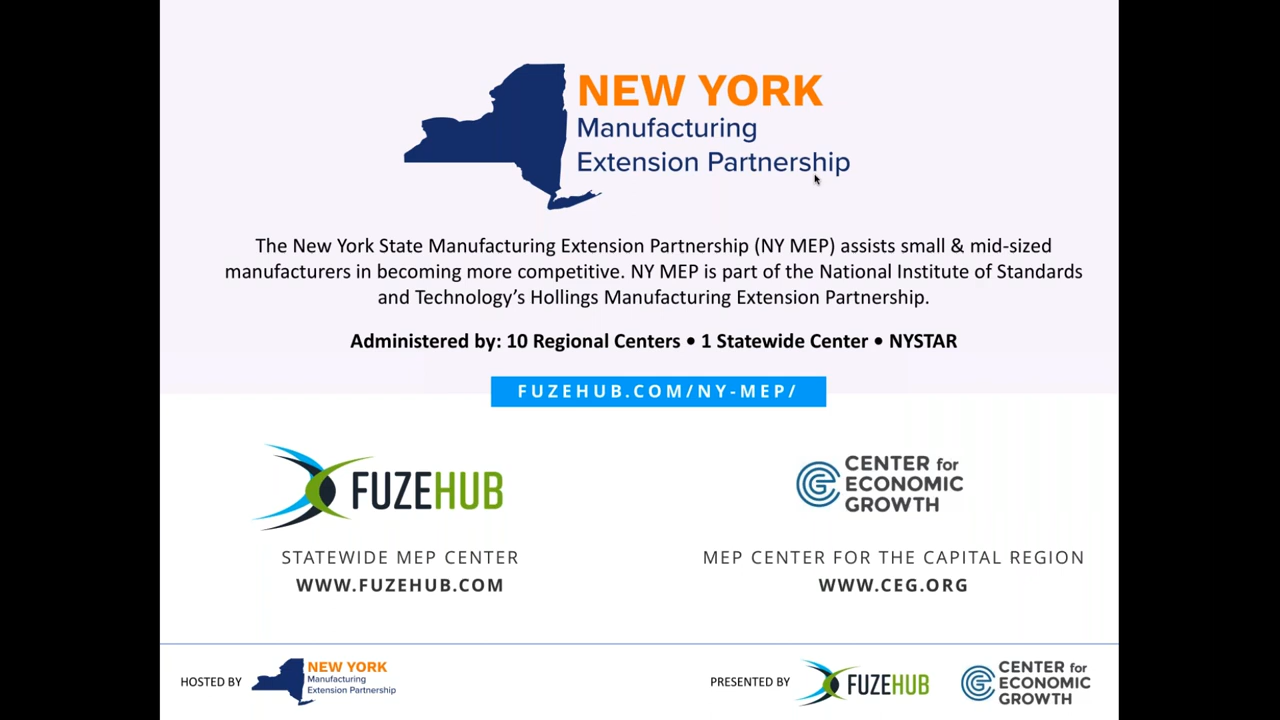 NEW YORK
Manufacturing
Extension Partnership
The New York State Manufacturing Extension Partnership (NY MEP) assists small & mid-sized
manufacturers in becoming more competitive. NY MEP is part of the National Institute of Standards
and Technology’s Hollings Manufacturing Extension Partnership.
Administered by: 10 Regional Centers • 1 Statewide Center • NYSTAR
FUZEHUB.COM/NY-MEP/
FUZEHUB
STATEWIDE MEP CENTER
WWW.FUZEHUB.COM
CENTER for
ECONOMIC
GROWTH
MEP CENTER FOR THE CAPITAL REGION
WWW.CEG.ORG
HOSTED BY
NEW YORK
Manufacturing
Extension Partnership
PRESENTED BY
FUZEHUB
CENTER for
ECONOMIC
GROWTH